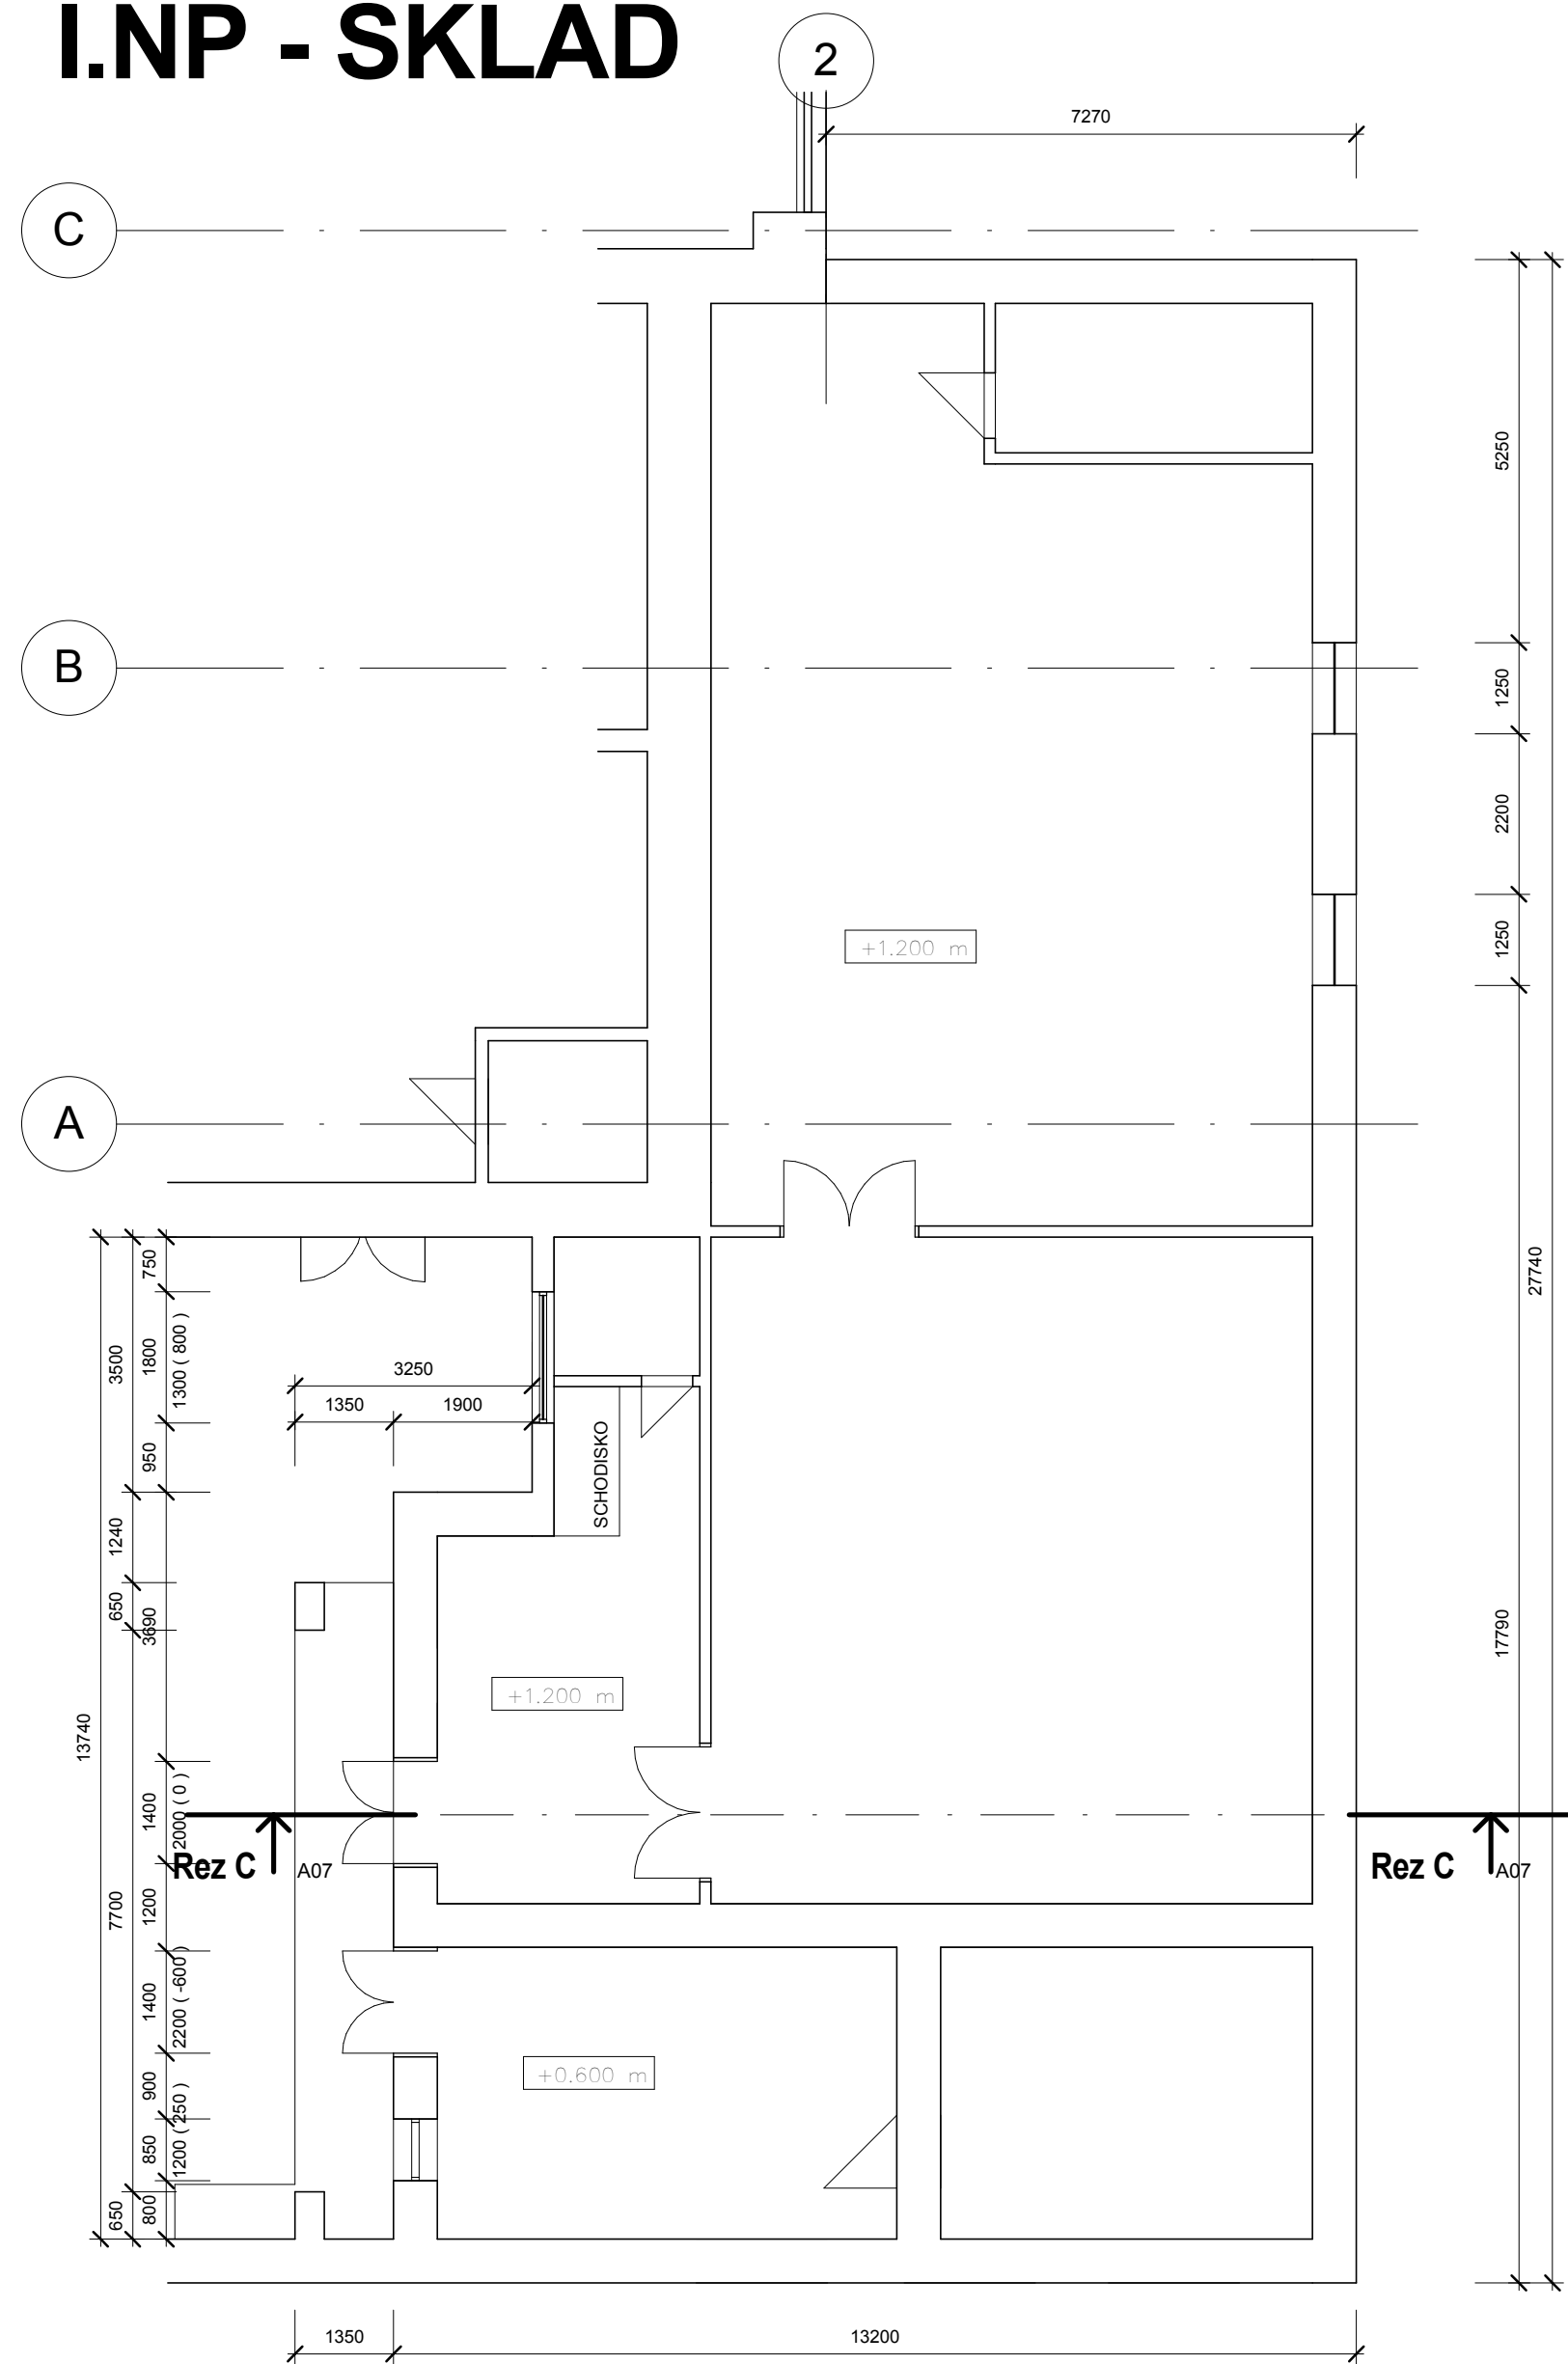 I.NP - SKLAD
2
7270
C
5250
B
1250
2200
+1.200 m
1250
A
750
27740
1300 ( 800 )
1800
3500
3250
1350
1900
950
SCHODISKO
1240
650
3690
17790
+1.200 m
13740
1400
2000 ( 0 )
Rez C
A07
Rez C
A07
1200
7700
1400
2200 ( -600 )
+0.600 m
900
1200 ( 250 )
850
800
650
1350
13200